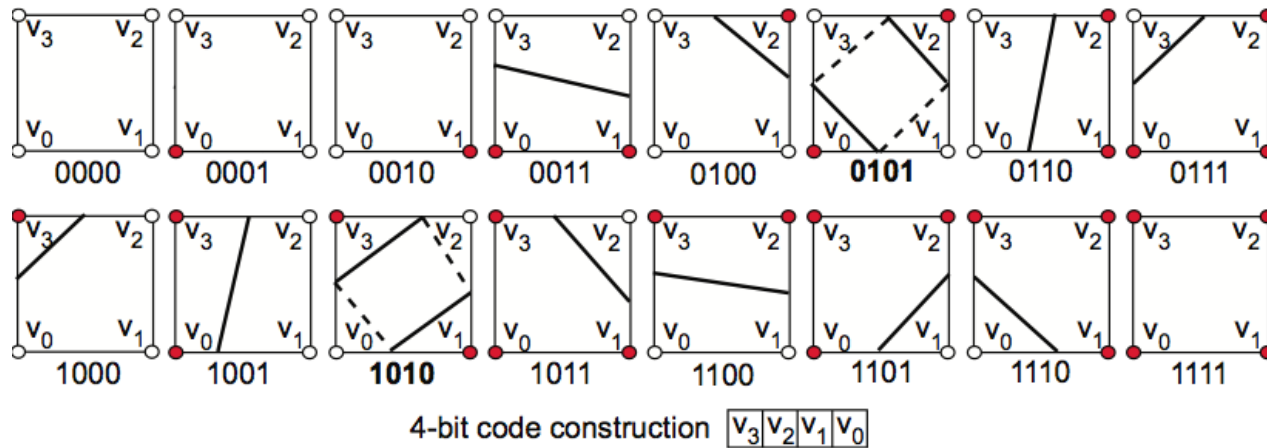 v3 v2 v3 v2 v3 v2 v3 v2 v3 v2 v3 v2 v3 v2 v3 v2
v0 v1 v0 v1 v0 v1 v0 v1 v0 v1 v0 v1 v0 v1 v0 v1
0000 0001 0010 0011 0100 0101 0110 0111
v3 v2 v3 v2 v3 v2 v3 v2 v3 v2 v3 v2 v3 v2 v3 v2
v0 v1 v0 v1 v0 v1 v0 v1 v0 v1 v0 v1 v0 v1 v0 v1
1000 1001 1010 1011 1100 1101 1110 1111
4-bit code construction v3 v2 v1 v0